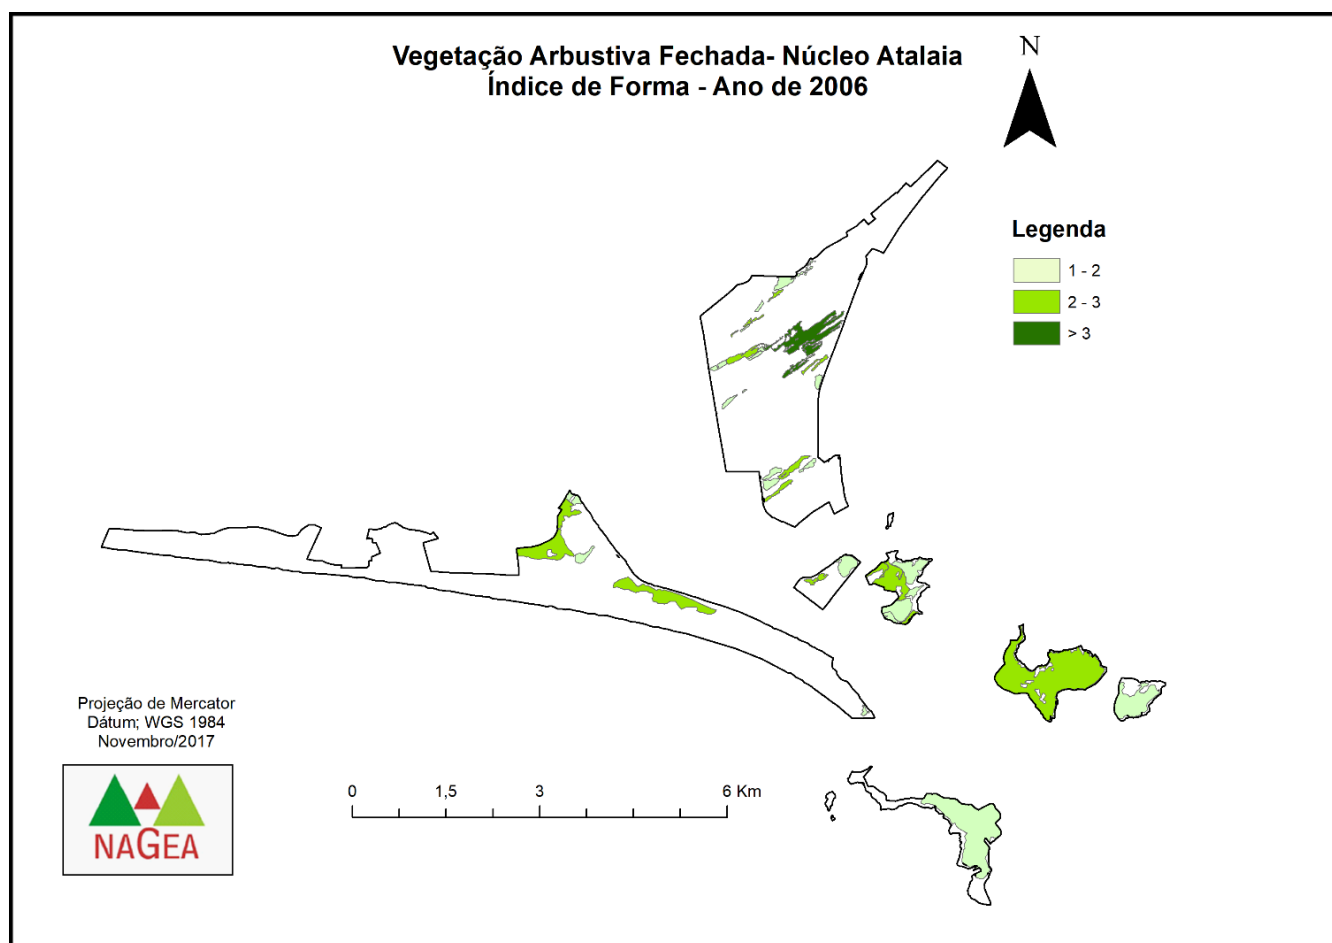 Vegetação Arbustiva Fechada- Núcleo Atalaia
Índice de Forma - Ano de 2006
N
Legenda
1 - 2
2 - 3
> 3
Projeção de Mercator
Dátum; WGS 1984
Novembro/2017
0 1,5 3 6 Km
NAGEA